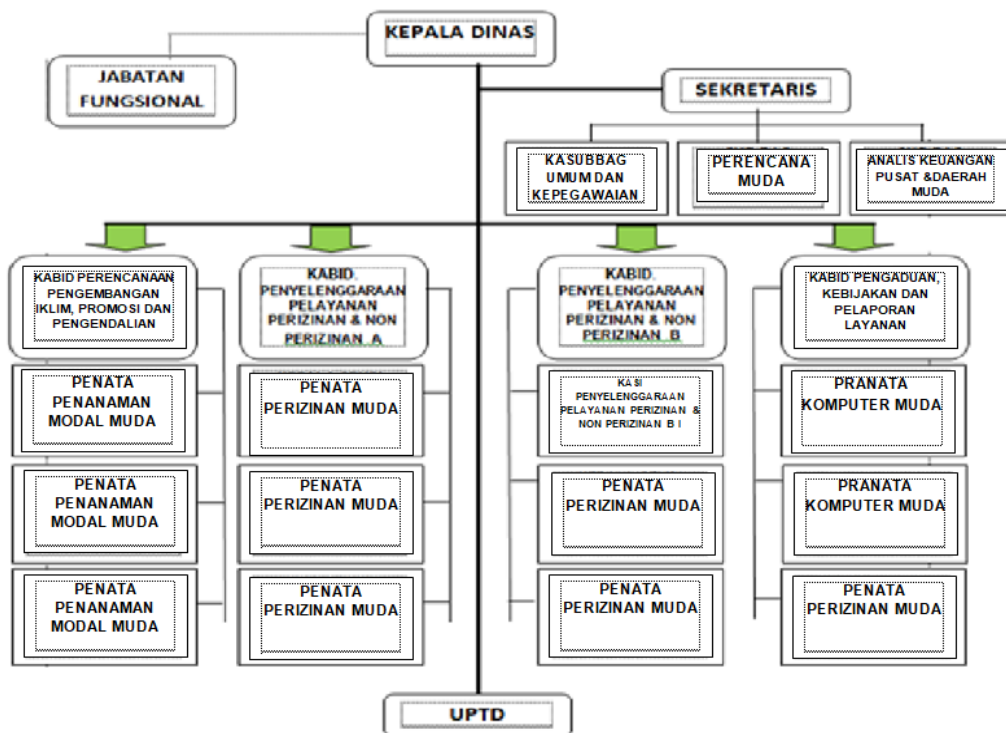 KEPALA DINAS
JABATAN
FUNGSIONAL
SEKRETARIS
KASUBBAG
UMUM DAN
KEPEGAWAIAN
PERENCANA
MUDA
ANALIS KEUANGAN
PUSAT &DAERAH
MUDA
KABID PERENCANAAN
PENGEMBANGAN
IKLIM, PROMOSI DAN
PENGENDALIAN
KABID.
PENYELENGGARAAN
PELAYANAN
PERIZINAN & NON
PERIZINAN A
KABID.
PENYELENGGARAAN
PELAYANAN
PERIZINAN & NON
PERIZINAN B
KABID PENGADUAN,
KEBIJAKAN DAN
PELAPORAN
LAYANAN
PENATA
PENANAMAN
MODAL MUDA
PENATA
PERIZINAN MUDA
KASI
PENYELENGGARAAN
PELAYANAN PERIZINAN &
NON PERIZINAN B I
PRANATA
KOMPUTER MUDA
PENATA
PENANAMAN
MODAL MUDA
PENATA
PERIZINAN MUDA
PENATA
PERIZINAN MUDA
PRANATA
KOMPUTER MUDA
PENATA
PENANAMAN
MODAL MUDA
PENATA
PERIZINAN MUDA
PENATA
PERIZINAN MUDA
PENATA
PERIZINAN MUDA
UPTD